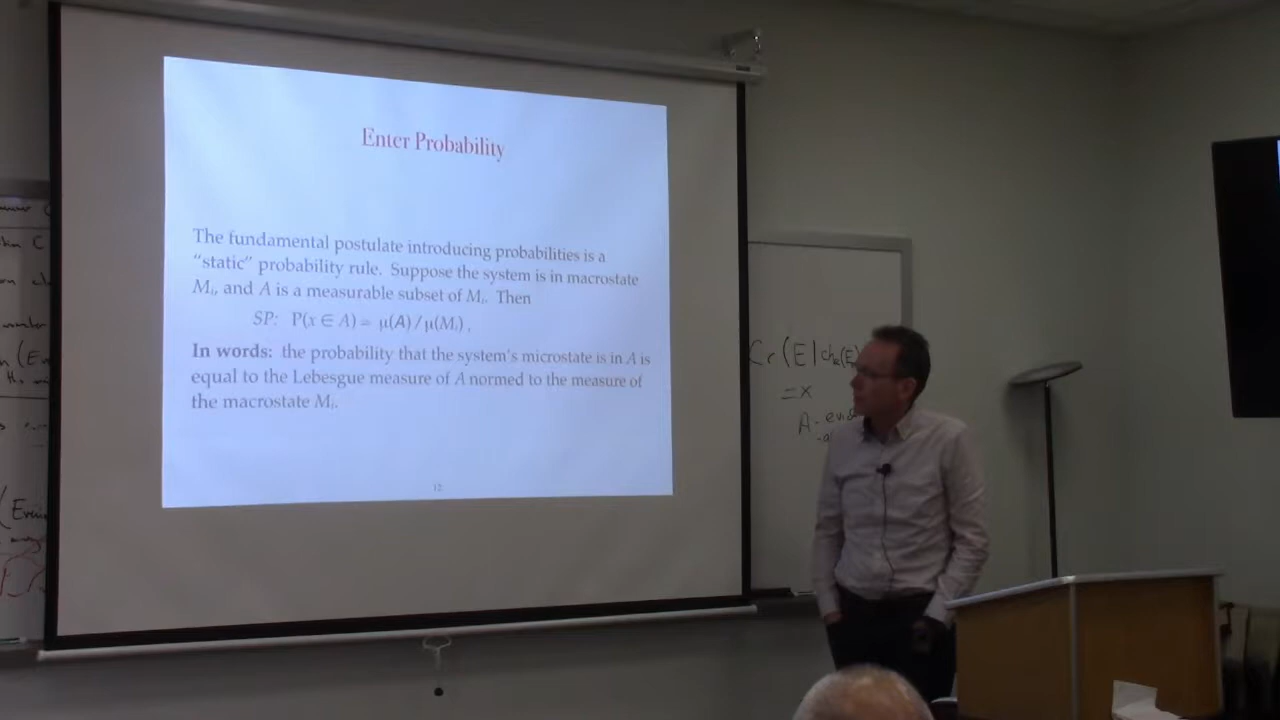 Enter Probability
The fundamental postulate introducing probabilities is a
“static” probability rule. Suppose the system is in macrostate
Mᵢ, and A is a measurable subset of Mᵢ. Then
SP: P(x ∈ A) = μ(A)/μ(Mᵢ).
In words: the probability that the system's microstate is in A is
equal to the Lebesgue measure of A normed to the measure of
the macrostate Mᵢ.
12
Cr(E|ch(E)
=x
A-
(Even